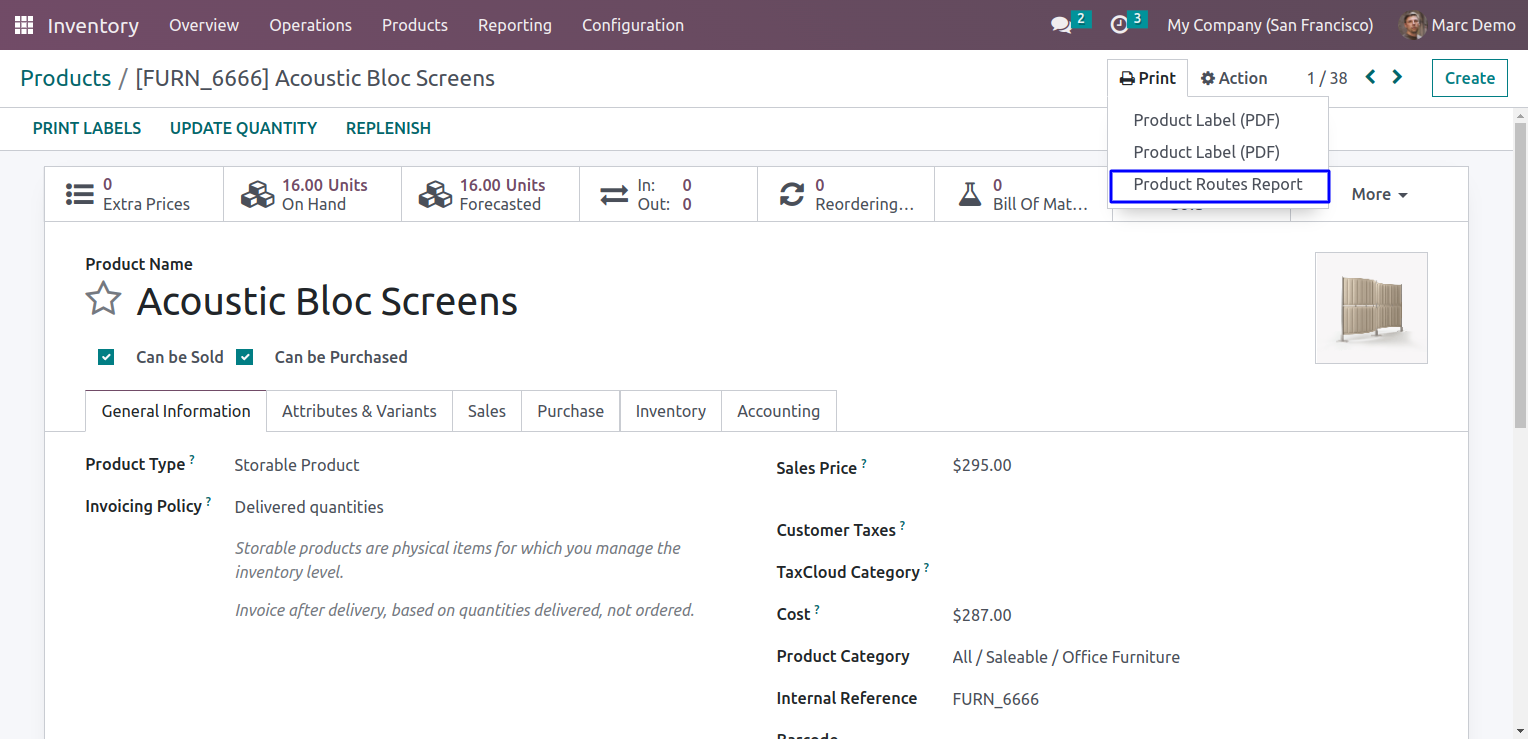 Inventory Overview Operations Products Reporting Configuration 2 3 My Company (San Francisco) Marc Demo
Products / [FURN_6666] Acoustic Bloc Screens Print Action 1 / 38 Create
PRINT LABELS UPDATE QUANTITY REPLENISH
Product Label (PDF)
Product Label (PDF)
Product Routes Report
0 Extra Prices
16.00 Units On Hand
16.00 Units Forecasted
In: 0
Out: 0
0 Reordering...
0 Bill Of Mat...
More
Product Name
Acoustic Bloc Screens
Can be Sold Can be Purchased
General Information Attributes & Variants Sales Purchase Inventory Accounting
Product Type ? Storable Product
Invoicing Policy ? Delivered quantities
Storable products are physical items for which you manage the
inventory level.
Invoice after delivery, based on quantities delivered, not ordered.
Sales Price ? $295.00
Customer Taxes ?
TaxCloud Category ?
Cost ? $287.00
Product Category All / Saleable / Office Furniture
Internal Reference FURN_6666
Barcode